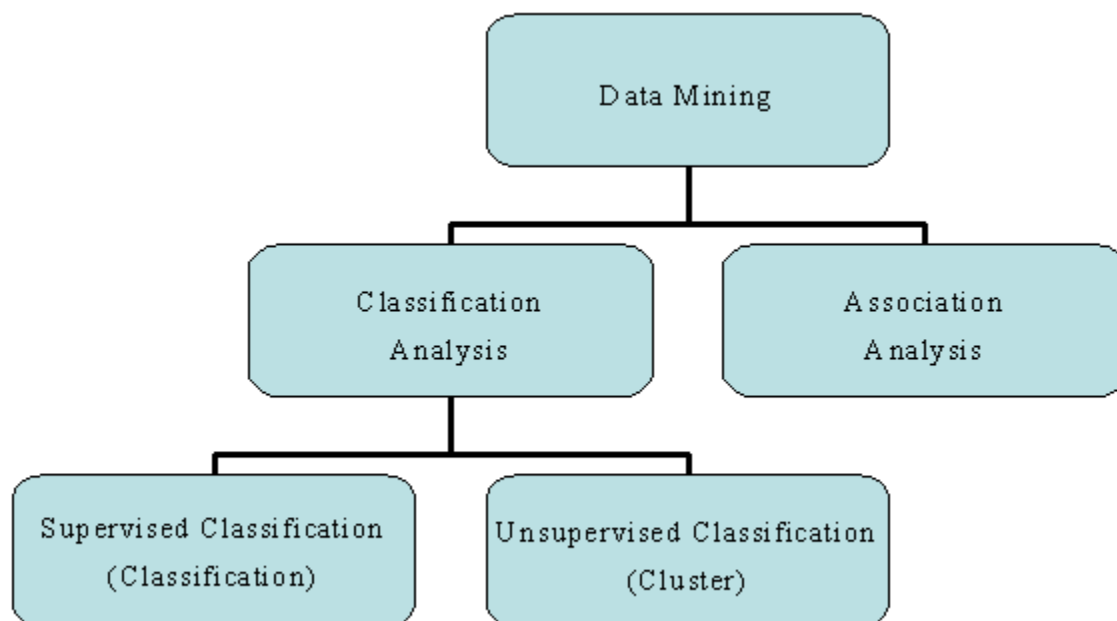 Data Mining
Classification
Analysis
Association
Analysis
Supervised Classification
(Classification)
Unsupervised Classification
(Cluster)